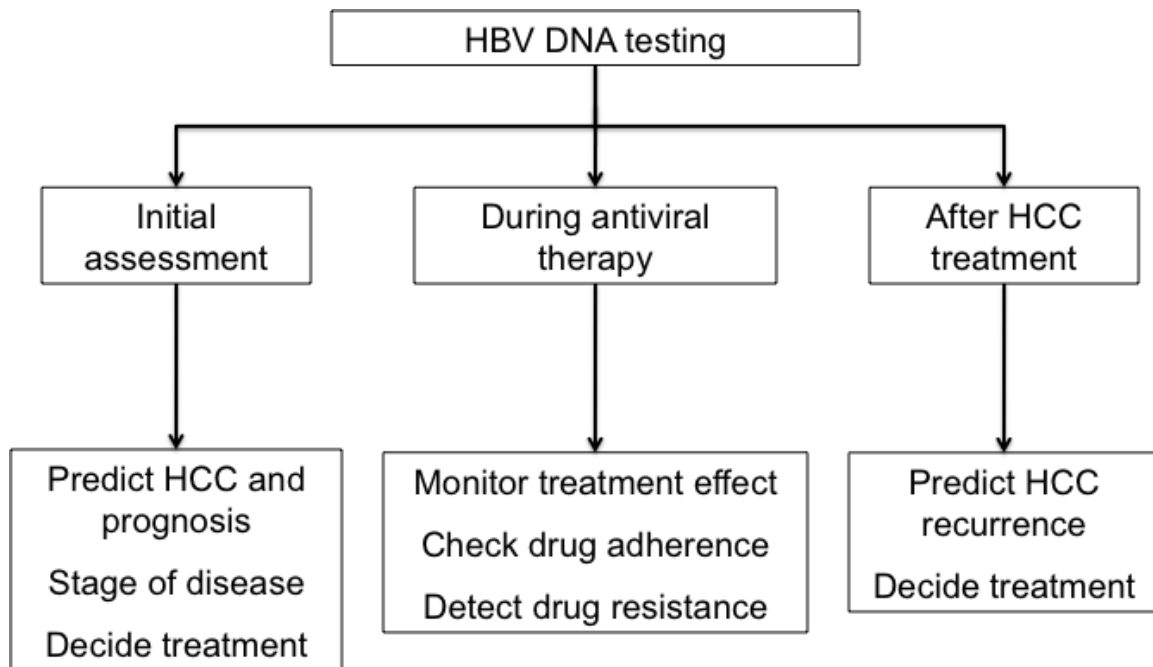 HBV DNA testing
Initial
assessment
During antiviral
therapy
After HCC
treatment
Predict HCC and
prognosis
Stage of disease
Decide treatment
Monitor treatment effect
Check drug adherence
Detect drug resistance
Predict HCC
recurrence
Decide treatment